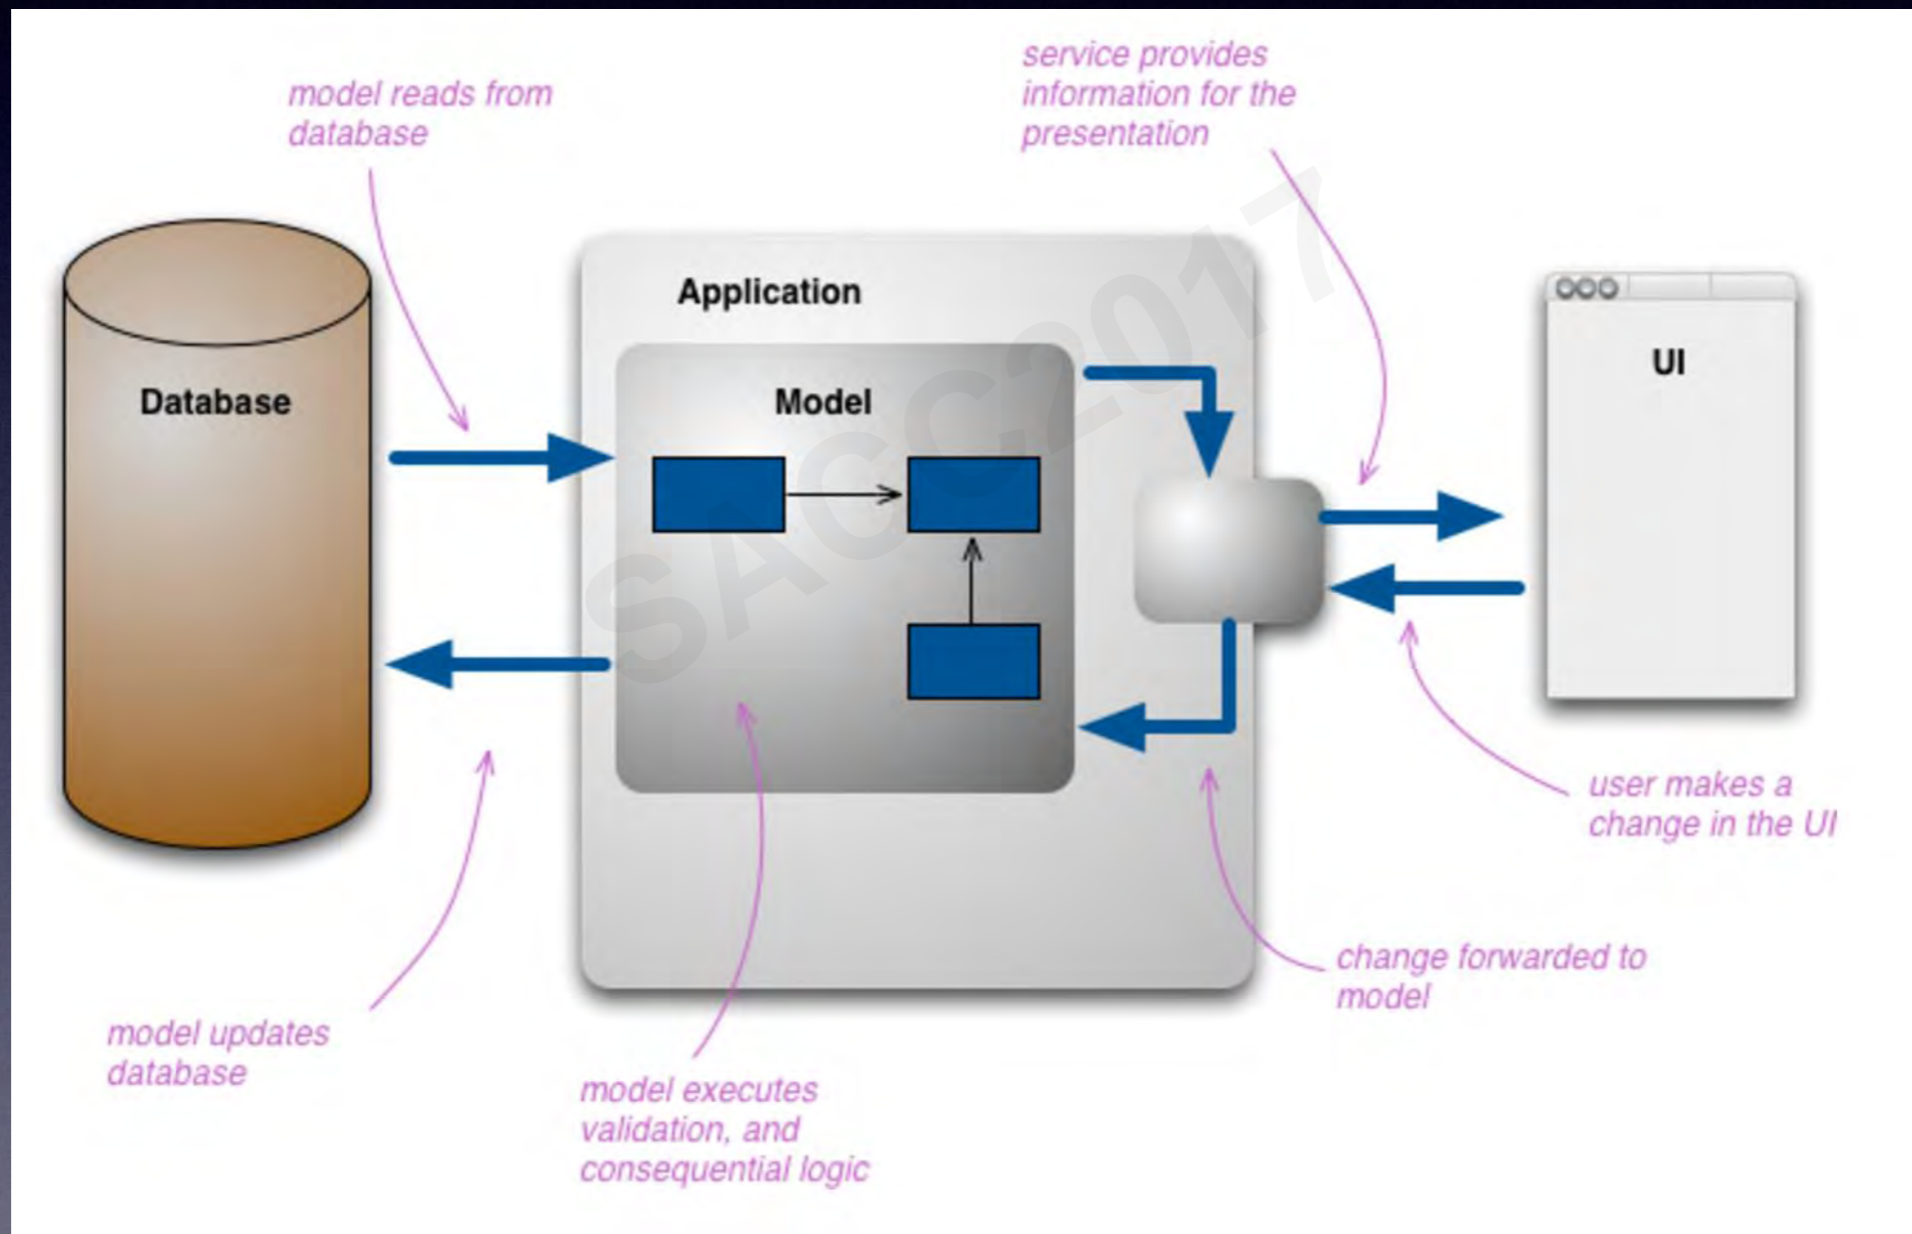 service provides
information for the
presentation
model reads from
database
Application
Database
Model
UI
SACC2017
user makes a
change in the UI
change forwarded to
model
model updates
database
model executes
validation, and
consequential logic